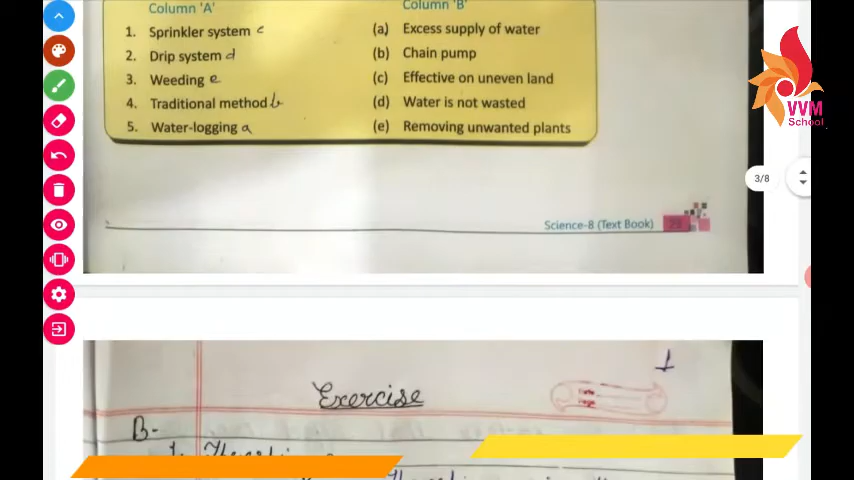 Column 'A' Column 'B'
1. Sprinkler system c (a) Excess supply of water
2. Drip system d (b) Chain pump
3. Weeding e (c) Effective on uneven land
4. Traditional method b (d) Water is not wasted
5. Water-logging a (e) Removing unwanted plants
VVM
School
3/8
Science-8 (Text Book)
1
Exercise
B-
1.